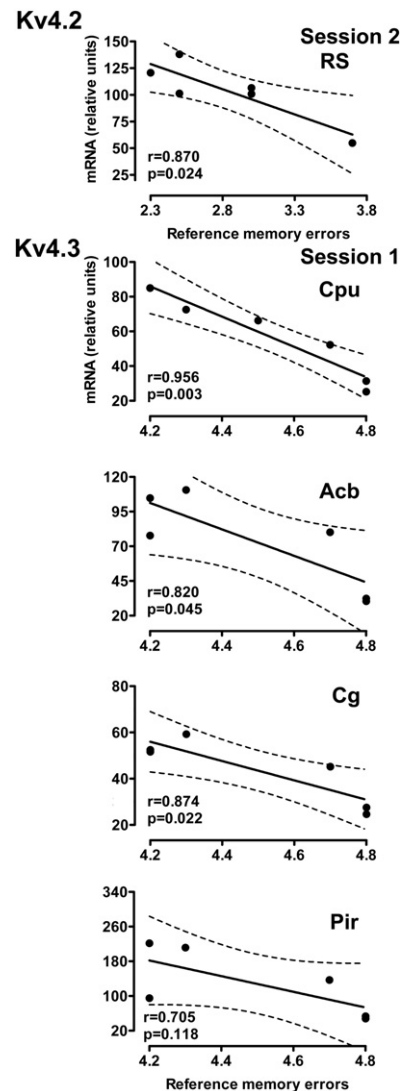 Kv4.2
Session 2
RS
mRNA (relative units)
150
125
100
75
50
25
r=0.870
p=0.024
2.3 2.8 3.3 3.8
Reference memory errors
Kv4.3
Session 1
Cpu
mRNA (relative units)
100
80
60
40
20
r=0.956
p=0.003
4.2 4.4 4.6 4.8
Acb
120
95
70
45
20
r=0.820
p=0.045
4.2 4.4 4.6 4.8
Cg
80
60
40
20
r=0.874
p=0.022
4.2 4.4 4.6 4.8
Pir
340
260
180
100
20
r=0.705
p=0.118
4.2 4.4 4.6 4.8
Reference memory errors